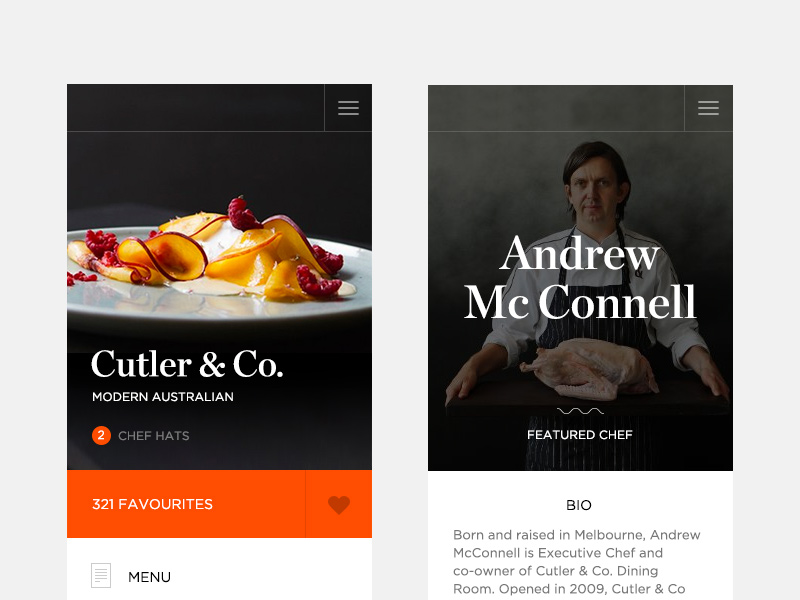 Cutler & Co.
MODERN AUSTRALIAN
2 CHEF HATS
321 FAVOURITES
MENU
Andrew
Mc Connell
FEATURED CHEF
BIO
Born and raised in Melbourne, Andrew
McConnell is Executive Chef and
co-owner of Cutler & Co. Dining
Room. Opened in 2009, Cutler & Co